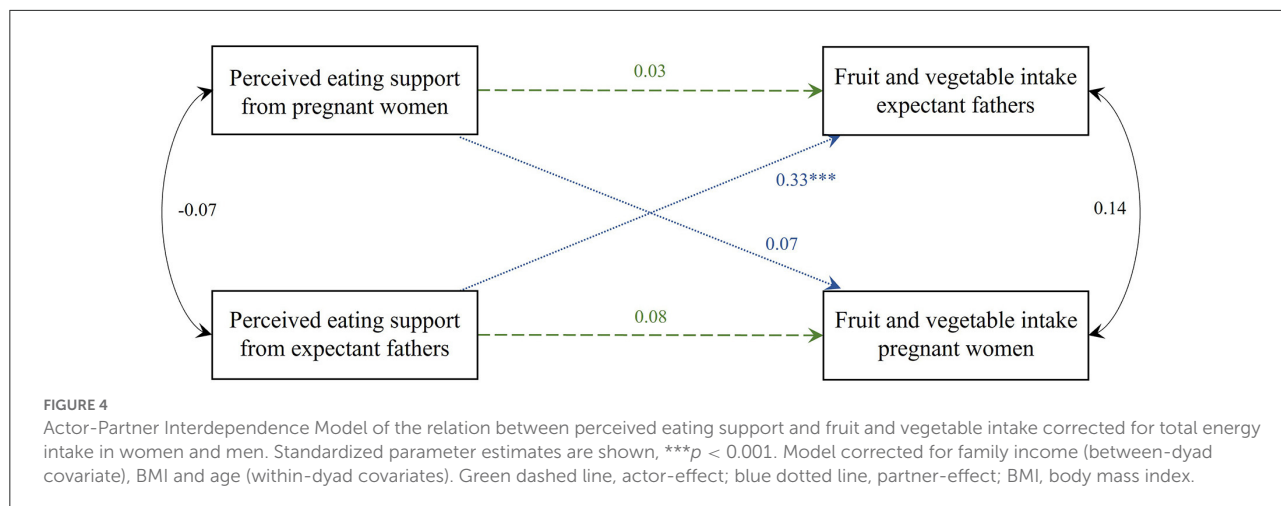 Perceived eating support
from pregnant women
0.03
Fruit and vegetable intake
expectant fathers
0.33***
-0.07
0.14
0.07
Perceived eating support
from expectant fathers
0.08
Fruit and vegetable intake
pregnant women
FIGURE 4
Actor-Partner Interdependence Model of the relation between perceived eating support and fruit and vegetable intake corrected for total energy
intake in women and men. Standardized parameter estimates are shown, ***p < 0.001. Model corrected for family income (between-dyad
covariate), BMI and age (within-dyad covariates). Green dashed line, actor-effect; blue dotted line, partner-effect; BMI, body mass index.